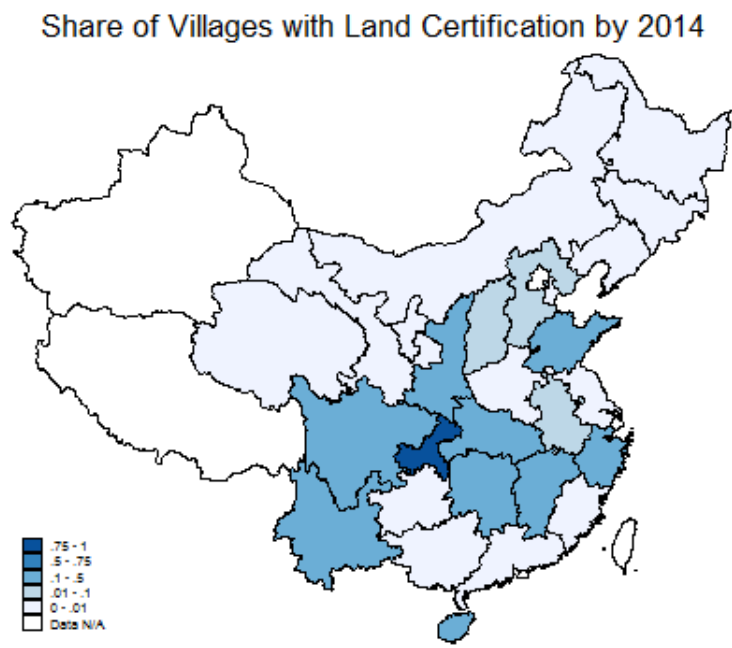 Share of Villages with Land Certification by 2014
.75 - 1
.5 - .75
.1 - .5
.01 - .1
0 - .01
Data N/A